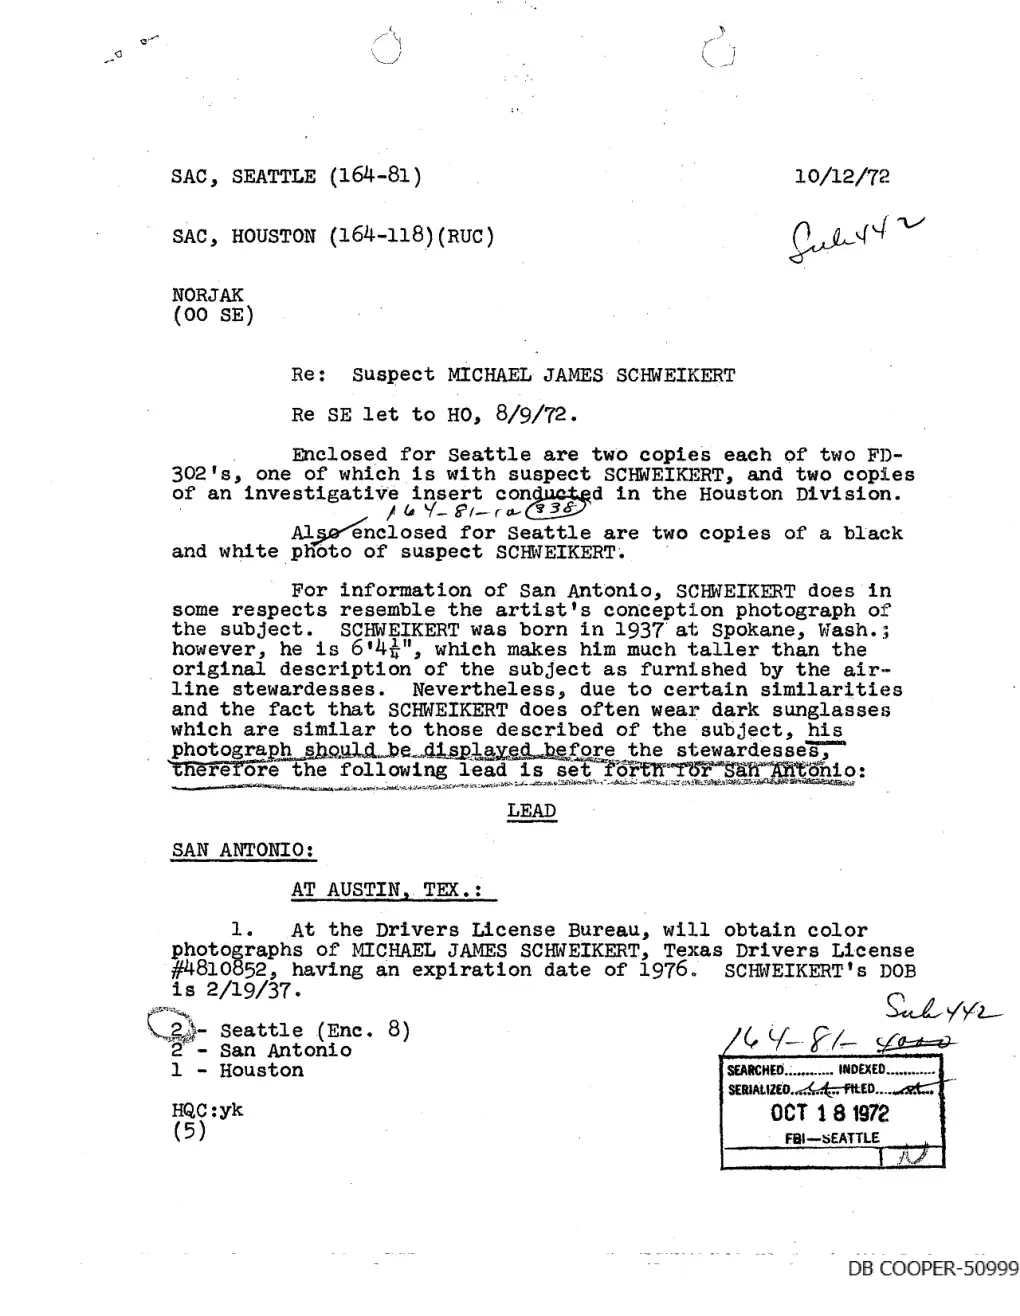 SAC, SEATTLE (164-81) 10/12/72
Sub 442
SAC, HOUSTON (164-118)(RUC)
NORJAK
(OO SE)
Re: Suspect MICHAEL JAMES SCHWEIKERT
Re SE let to HO, 8/9/72.
Enclosed for Seattle are two copies each of two FD-
302's, one of which is with suspect SCHWEIKERT, and two copies
of an investigative insert conducted in the Houston Division.
164-81-1a (338)
Also enclosed for Seattle are two copies of a black
and white photo of suspect SCHWEIKERT.
For information of San Antonio, SCHWEIKERT does in
some respects resemble the artist's conception photograph of
the subject. SCHWEIKERT was born in 1937 at Spokane, Wash.;
however, he is 6'4¼", which makes him much taller than the
original description of the subject as furnished by the air-
line stewardesses. Nevertheless, due to certain similarities
and the fact that SCHWEIKERT does often wear dark sunglasses
which are similar to those described of the subject, his
photograph should be displayed before the stewardesses,
therefore the following lead is set forth for San Antonio:
LEAD
SAN ANTONIO:
AT AUSTIN, TEX.:
1. At the Drivers License Bureau, will obtain color
photographs of MICHAEL JAMES SCHWEIKERT, Texas Drivers License
#4810852, having an expiration date of 1976. SCHWEIKERT's DOB
is 2/19/37.
2 - Seattle (Enc. 8)
2 - San Antonio
1 - Houston
HQC:yk
(5)
Sub 442
164-81-
SEARCHED............ INDEXED............
SERIALIZED........ FILED........
OCT 18 1972
FBI—SEATTLE
DB COOPER-50999